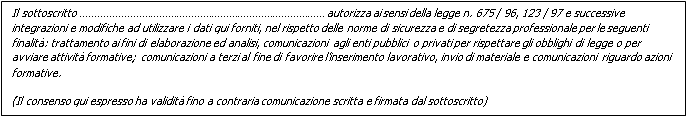 Il sottoscritto ................................................................................ autorizza ai sensi della legge n. 675 / 96, 123 / 97 e successive
integrazioni e modifiche ad utilizzare i dati qui forniti, nel rispetto delle norme di sicurezza e di segretezza professionale per le seguenti
finalità: trattamento ai fini di elaborazione ed analisi, comunicazioni agli enti pubblici o privati per rispettare gli obblighi di legge o per
avviare attività formative; comunicazioni a terzi al fine di favorire l'inserimento lavorativo, invio di materiale e comunicazioni riguardo azioni
formative.
(Il consenso qui espresso ha validità fino a contraria comunicazione scritta e firmata dal sottoscritto)